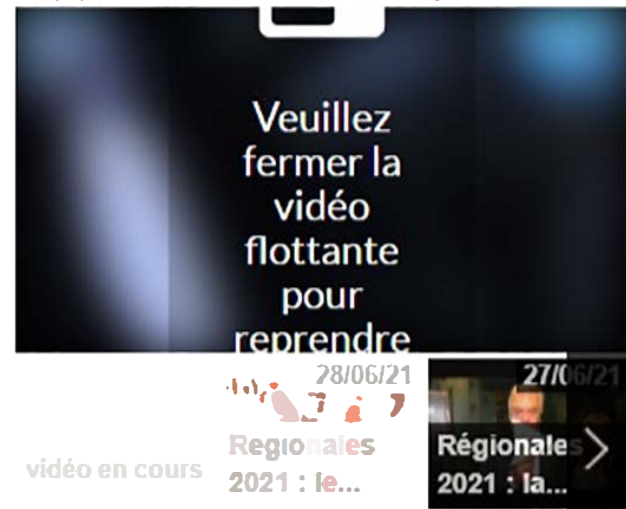 Veuillez
fermer la
vidéo
flottante
pour
reprendre
28/06/21
27/06/21
vidéo en cours
Regionales
2021 : le...
Régionales
2021 : la...